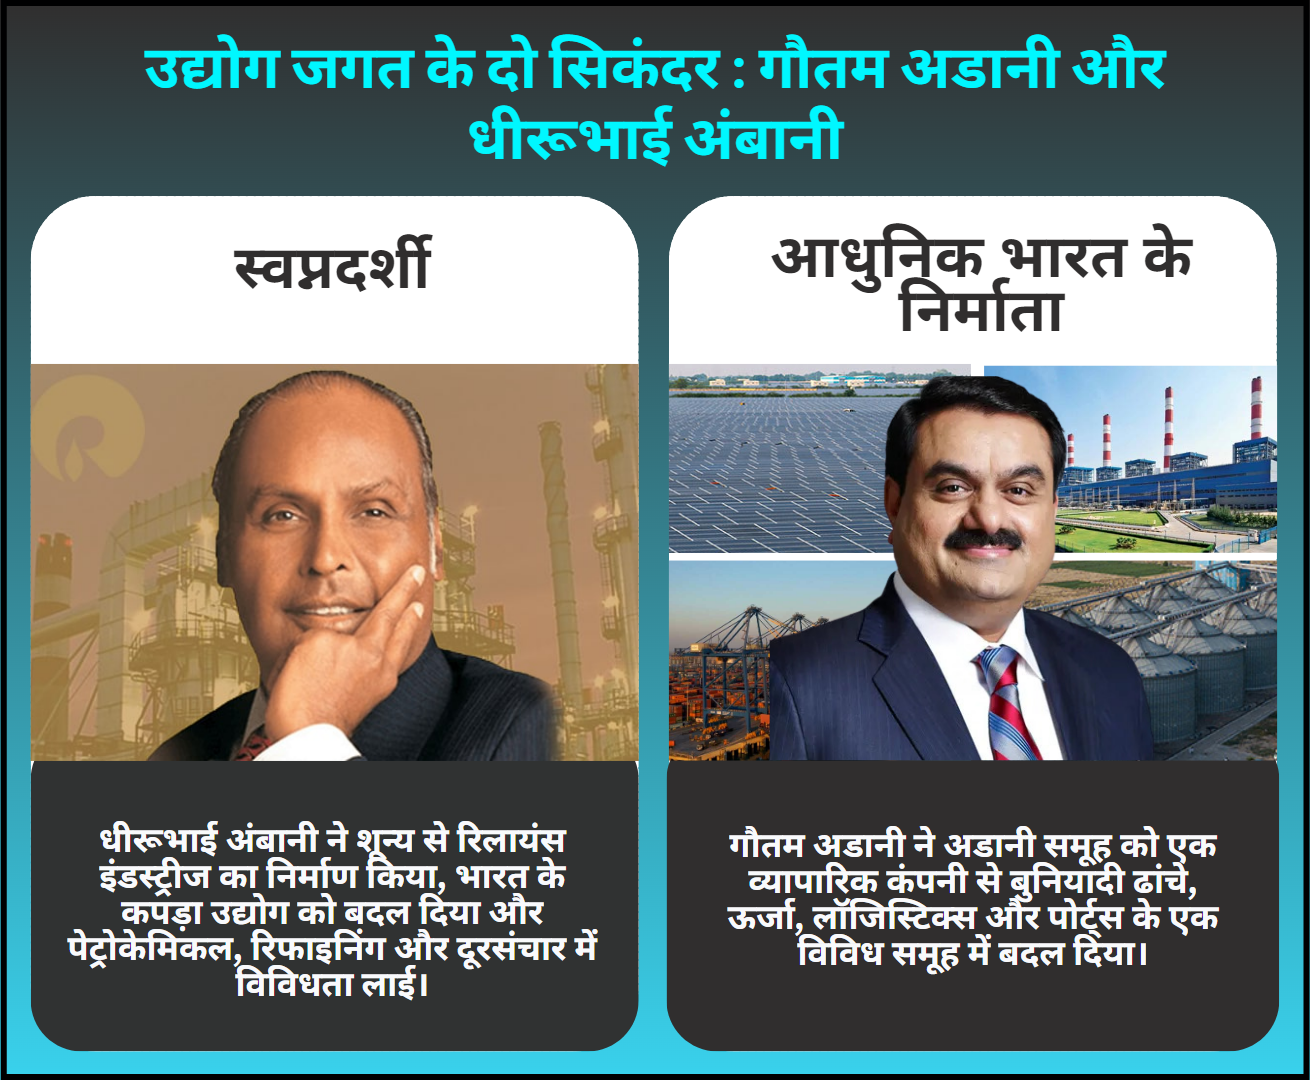 उद्योग जगत के दो सिकंदर : गौतम अडानी और
धीरूभाई अंबानी
स्वप्नदर्शी
धीरूभाई अंबानी ने शून्य से रिलायंस
इंडस्ट्रीज का निर्माण किया, भारत के
कपड़ा उद्योग को बदल दिया और
पेट्रोकेमिकल, रिफाइनिंग और दूरसंचार में
विविधता लाई।
आधुनिक भारत के
निर्माता
गौतम अडानी ने अडानी समूह को एक
व्यापारिक कंपनी से बुनियादी ढांचे,
ऊर्जा, लॉजिस्टिक्स और पोर्ट्स के एक
विविध समूह में बदल दिया।